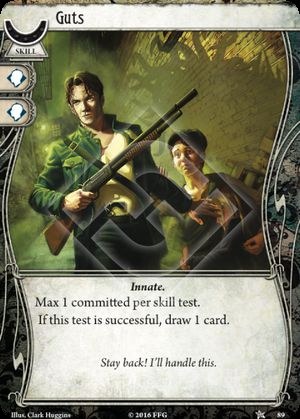 Guts
SKILL
Innate.
Max 1 committed per skill test.
If this test is successful, draw 1 card.
Stay back! I'll handle this.
Illus. Clark Huggins
© 2016 FFG
89